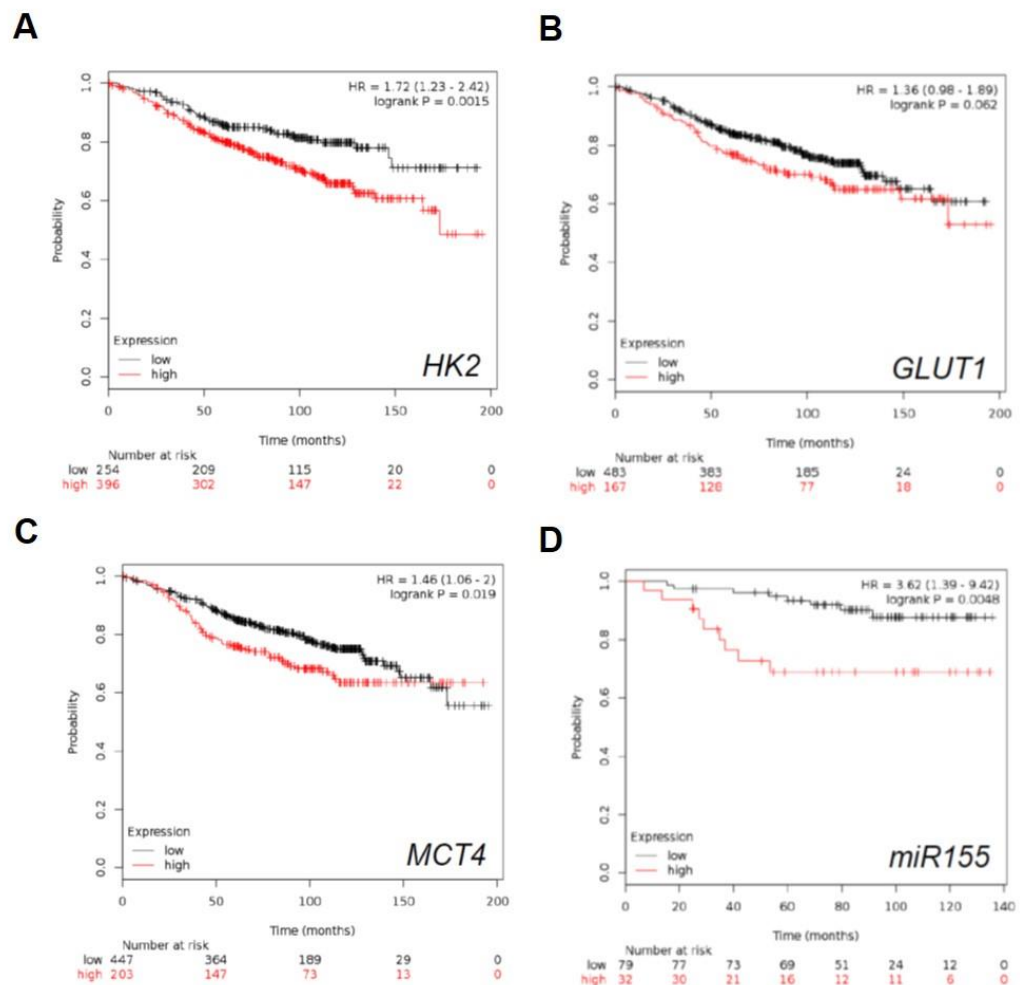 A
HR = 1.72 (1.23 - 2.42)
logrank P = 0.0015
Probability
1.0
0.8
0.6
0.4
0.2
0.0
Expression
low
high
HK2
0 50 100 150 200
Time (months)
Number at risk
low 254 209 115 20 0
high 396 302 147 22 0
B
HR = 1.36 (0.98 - 1.89)
logrank P = 0.062
Probability
1.0
0.8
0.6
0.4
0.2
0.0
Expression
low
high
GLUT1
0 50 100 150 200
Time (months)
Number at risk
low 483 383 185 24 0
high 167 128 77 18 0
C
HR = 1.46 (1.06 - 2)
logrank P = 0.019
Probability
1.0
0.8
0.6
0.4
0.2
0.0
Expression
low
high
MCT4
0 50 100 150 200
Time (months)
Number at risk
low 447 364 189 29 0
high 203 147 73 13 0
D
HR = 3.62 (1.39 - 9.42)
logrank P = 0.0048
Probability
1.0
0.8
0.6
0.4
0.2
0.0
Expression
low
high
miR155
0 20 40 60 80 100 120 140
Time (months)
Number at risk
low 79 77 73 69 51 24 12 0
high 32 30 21 16 12 11 6 0